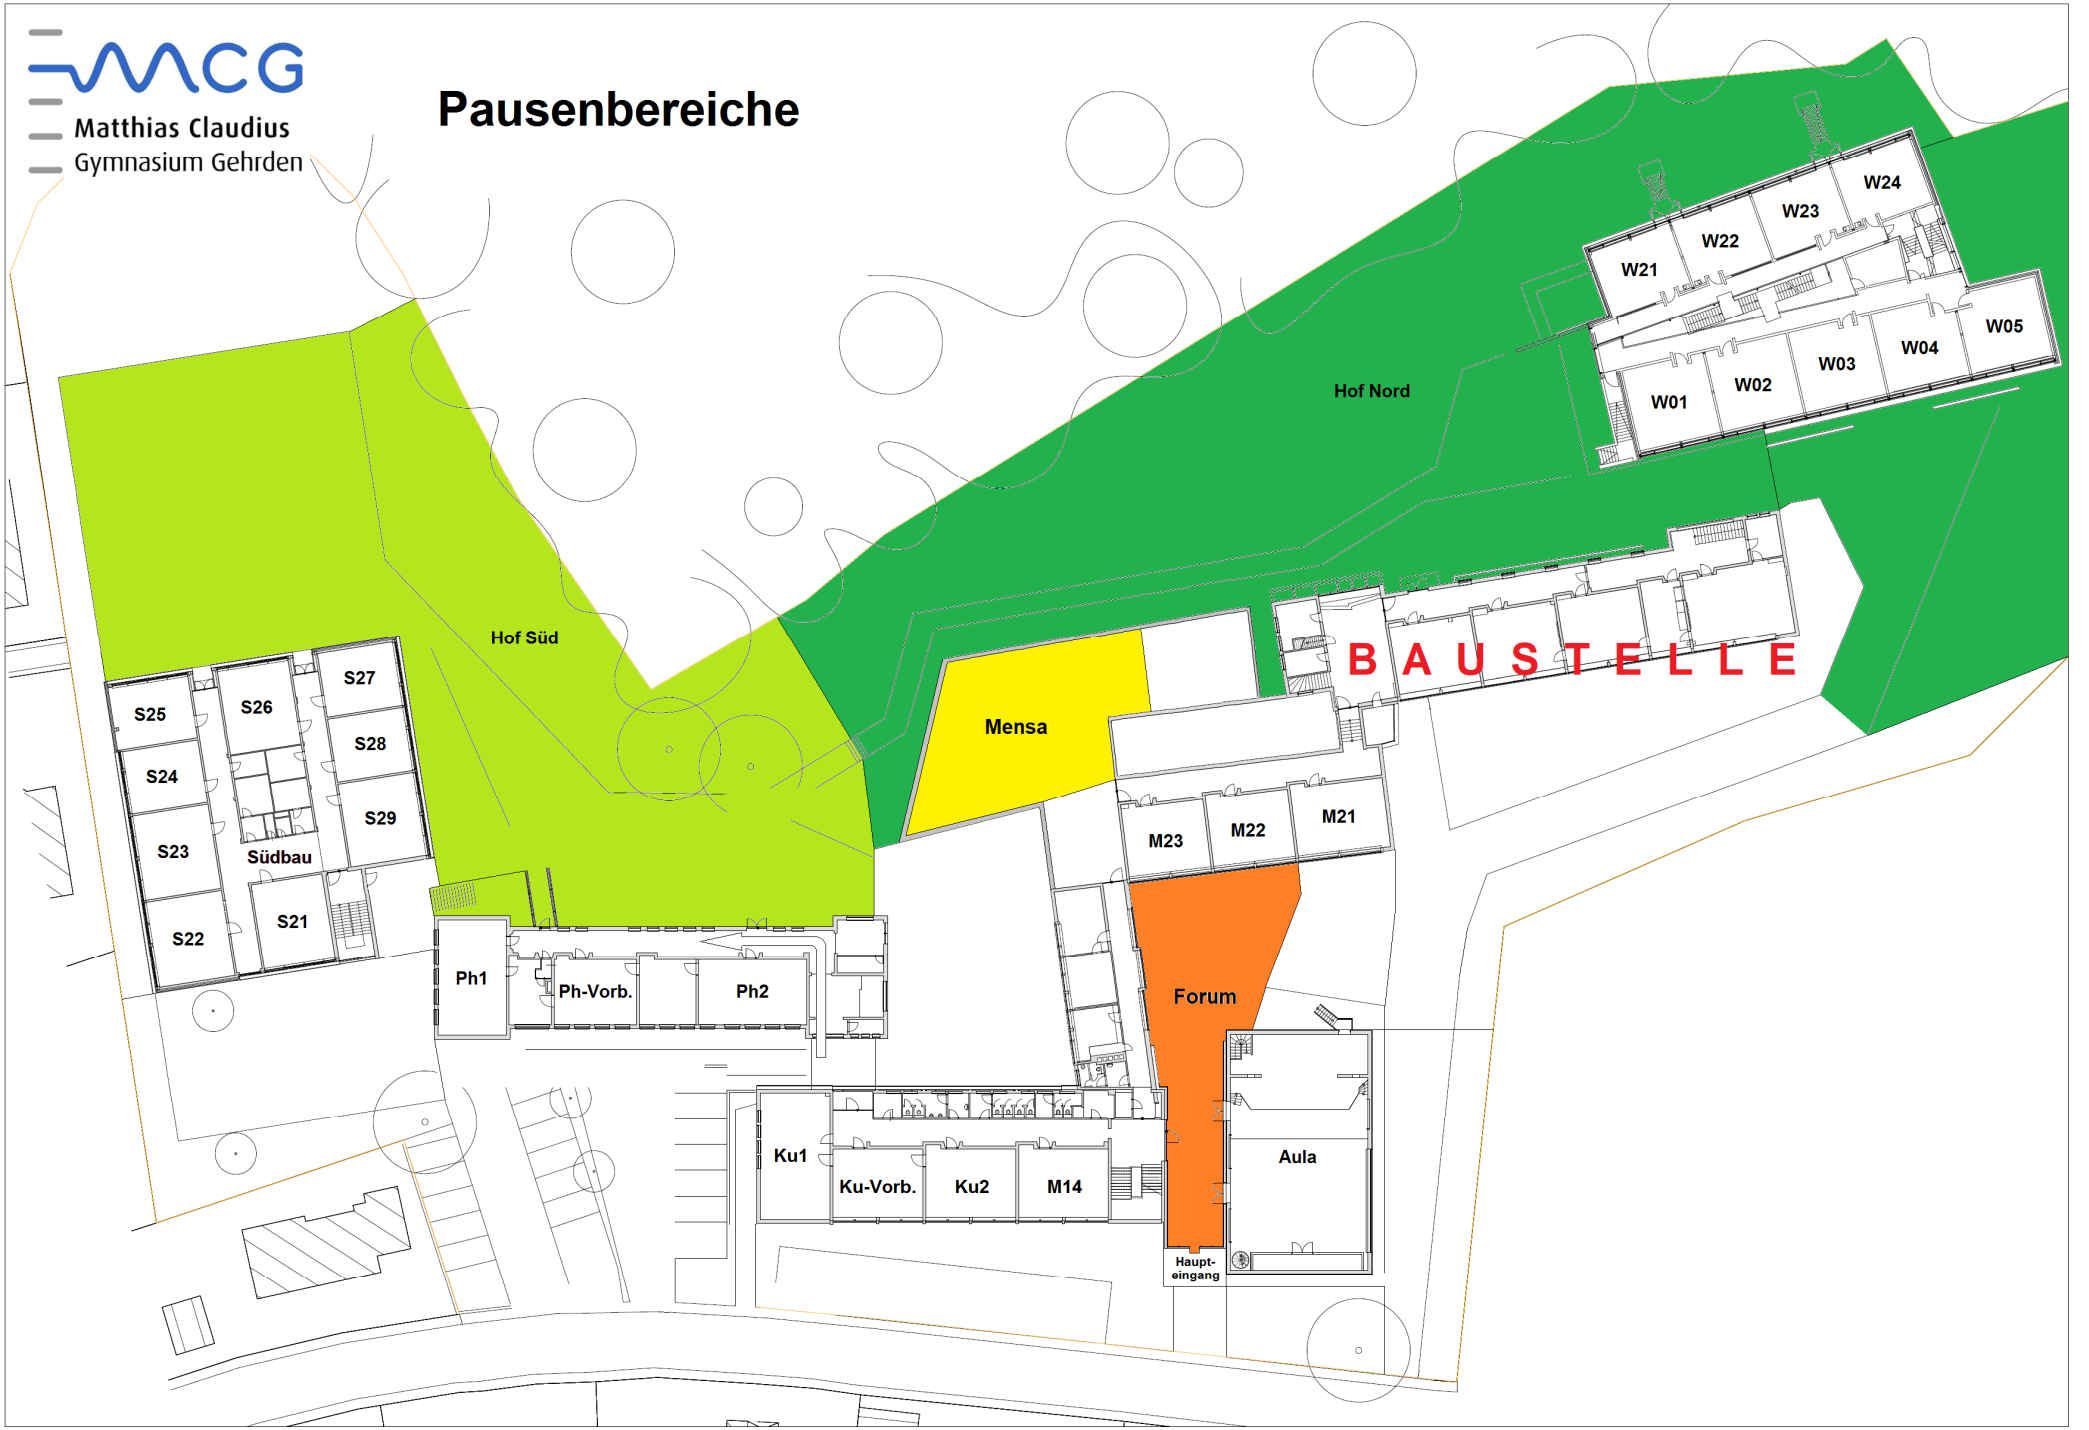 MCG
Matthias Claudius
Gymnasium Gehrden
Pausenbereiche
W24
W23
W22
W21
W05
W04
W03
W02
W01
Hof Nord
Hof Süd
BAUSTELLE
Mensa
S27
S26
S25
S28
S24
S29
S23
Südbau
S21
S22
M21
M22
M23
Ph1
Ph-Vorb.
Ph2
Forum
Ku1
Ku-Vorb.
Ku2
M14
Aula
Haupt-
eingang